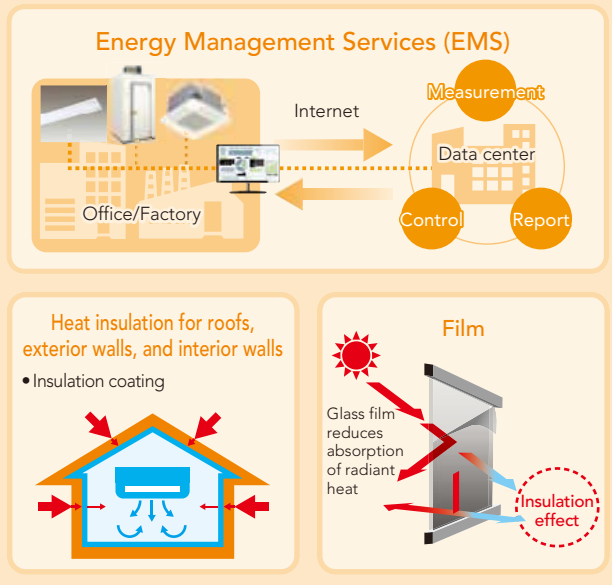 Energy Management Services (EMS)
Internet
Measurement
Data center
Office/Factory
Control
Report
Heat insulation for roofs,
exterior walls, and interior walls
• Insulation coating
Film
Glass film
reduces
absorption
of radiant
heat
Insulation
effect